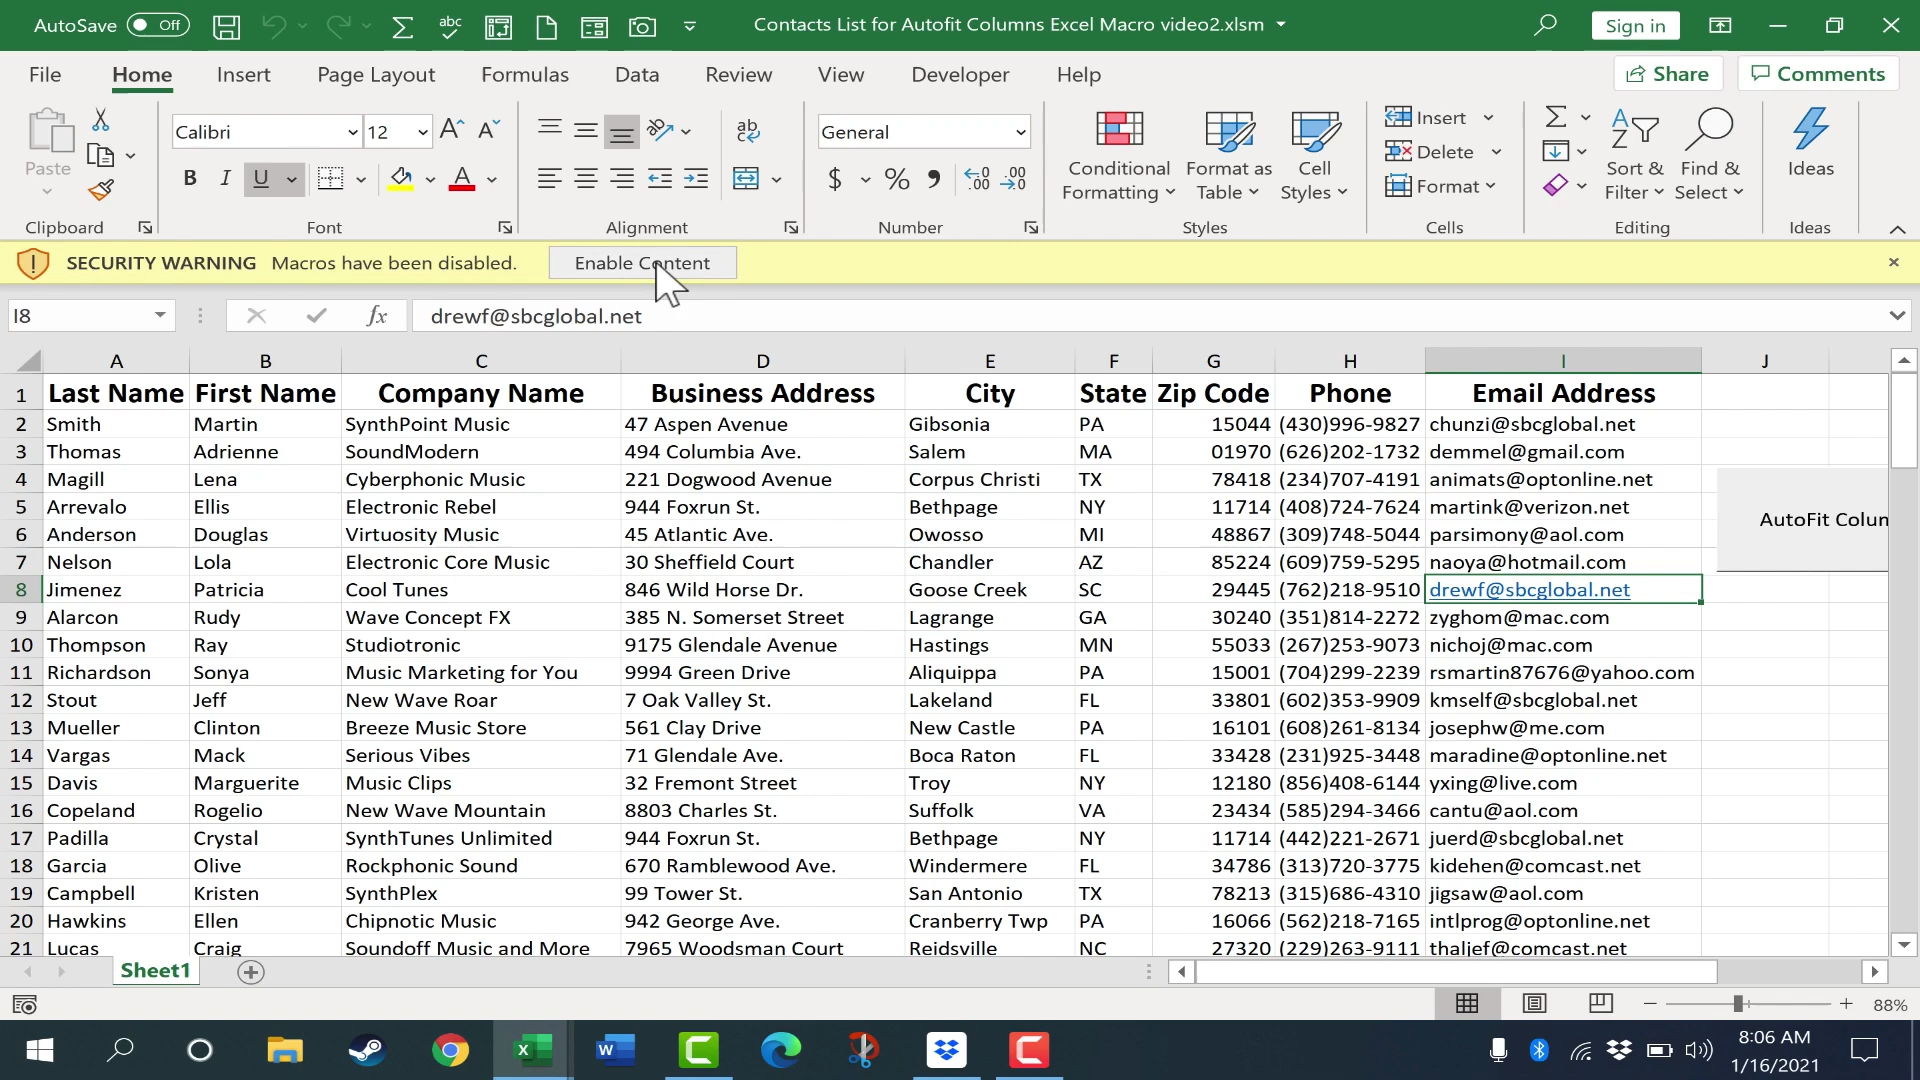 AutoSave Off abc Contacts List for Autofit Columns Excel Macro video2.xlsm Sign in
File Home Insert Page Layout Formulas Data Review View Developer Help Share Comments
Paste Calibri 12 General Conditional Formatting Format as Table Cell Styles Insert Delete Format Sort & Filter Find & Select Ideas
Clipboard Font Alignment Number Styles Cells Editing Ideas
SECURITY WARNING Macros have been disabled. Enable Content
I8 fx drewf@sbcglobal.net
A B C D E F G H I J
1 Last Name First Name Company Name Business Address City State Zip Code Phone Email Address
2 Smith Martin SynthPoint Music 47 Aspen Avenue Gibsonia PA 15044 (430)996-9827 chunzi@sbcglobal.net
3 Thomas Adrienne SoundModern 494 Columbia Ave. Salem MA 01970 (626)202-1732 demmel@gmail.com
4 Magill Lena Cyberphonic Music 221 Dogwood Avenue Corpus Christi TX 78418 (234)707-4191 animats@optonline.net
5 Arrevalo Ellis Electronic Rebel 944 Foxrun St. Bethpage NY 11714 (408)724-7624 martink@verizon.net
AutoFit Colun
6 Anderson Douglas Virtuosity Music 45 Atlantic Ave. Owosso MI 48867 (309)748-5044 parsimony@aol.com
7 Nelson Lola Electronic Core Music 30 Sheffield Court Chandler AZ 85224 (609)759-5295 naoya@hotmail.com
8 Jimenez Patricia Cool Tunes 846 Wild Horse Dr. Goose Creek SC 29445 (762)218-9510 drewf@sbcglobal.net
9 Alarcon Rudy Wave Concept FX 385 N. Somerset Street Lagrange GA 30240 (351)814-2272 zyghom@mac.com
10 Thompson Ray Studiotronic 9175 Glendale Avenue Hastings MN 55033 (267)253-9073 nichoj@mac.com
11 Richardson Sonya Music Marketing for You 9994 Green Drive Aliquippa PA 15001 (704)299-2239 rsmartin87676@yahoo.com
12 Stout Jeff New Wave Roar 7 Oak Valley St. Lakeland FL 33801 (602)353-9909 kmself@sbcglobal.net
13 Mueller Clinton Breeze Music Store 561 Clay Drive New Castle PA 16101 (608)261-8134 josephw@me.com
14 Vargas Mack Serious Vibes 71 Glendale Ave. Boca Raton FL 33428 (231)925-3448 maradine@optonline.net
15 Davis Marguerite Music Clips 32 Fremont Street Troy NY 12180 (856)408-6144 yxing@live.com
16 Copeland Rogelio New Wave Mountain 8803 Charles St. Suffolk VA 23434 (585)294-3466 cantu@aol.com
17 Padilla Crystal SynthTunes Unlimited 944 Foxrun St. Bethpage NY 11714 (442)221-2671 juerd@sbcglobal.net
18 Garcia Olive Rockphonic Sound 670 Ramblewood Ave. Windermere FL 34786 (313)720-3775 kidehen@comcast.net
19 Campbell Kristen SynthPlex 99 Tower St. San Antonio TX 78213 (315)686-4310 jigsaw@aol.com
20 Hawkins Ellen Chipnotic Music 942 George Ave. Cranberry Twp PA 16066 (562)218-7165 intlprog@optonline.net
21 Lucas Craig Soundoff Music and More 7965 Woodsman Court Reidsville NC 27320 (229)263-9111 thaljef@comcast.net
Sheet1
88%
8:06 AM
1/16/2021